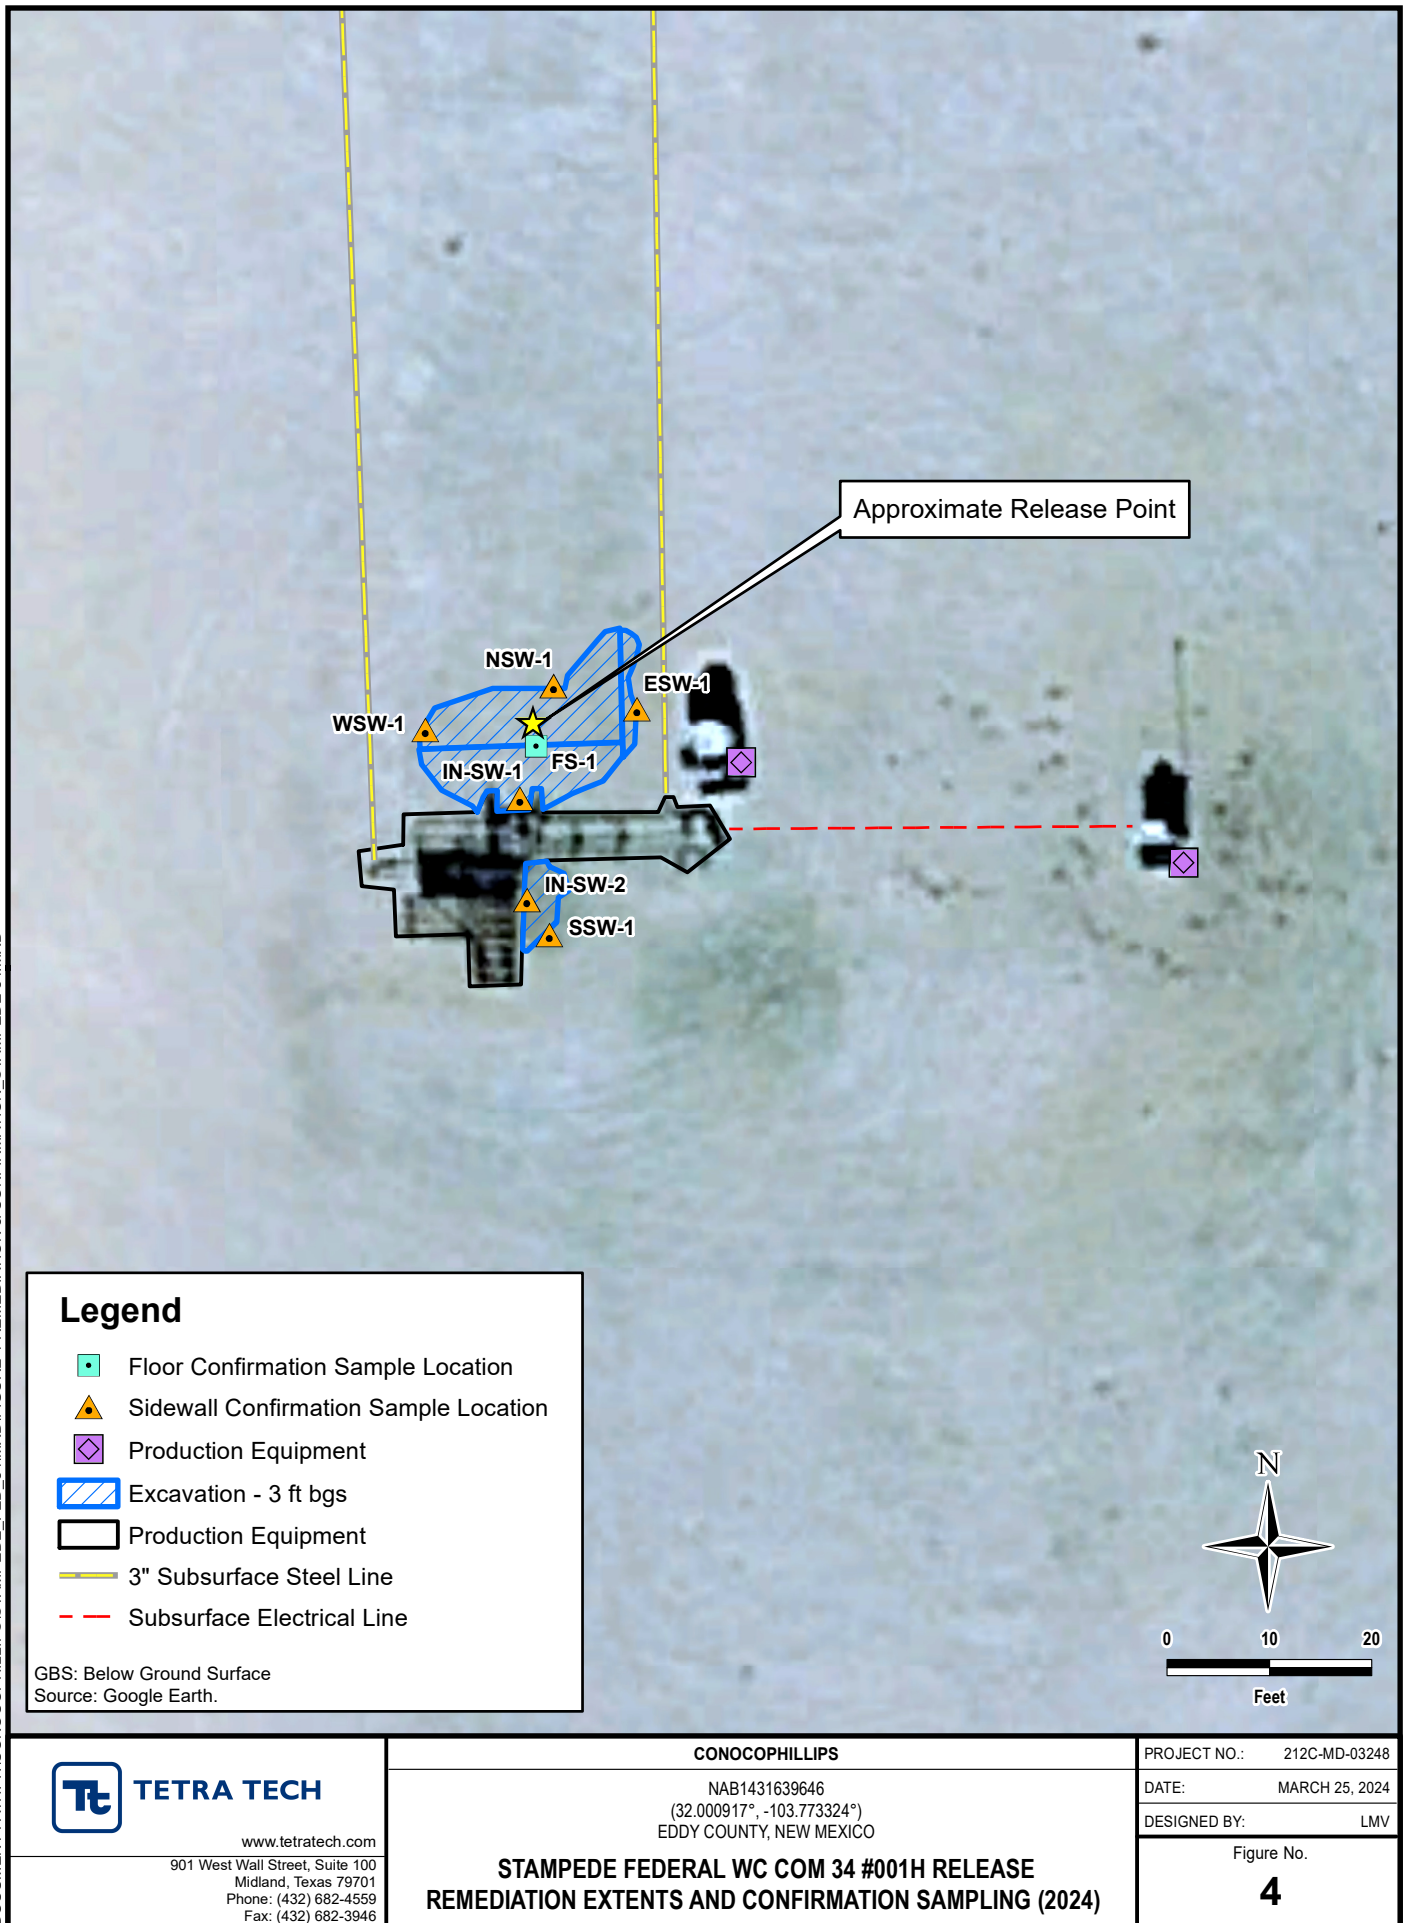 Approximate Release Point
NSW-1
ESW-1
WSW-1
FS-1
IN-SW-1
IN-SW-2
SSW-1
Legend
Floor Confirmation Sample Location
Sidewall Confirmation Sample Location
Production Equipment
Excavation - 3 ft bgs
Production Equipment
3" Subsurface Steel Line
Subsurface Electrical Line
GBS: Below Ground Surface
Source: Google Earth.
N
0 10 20
Feet
Tt TETRA TECH
www.tetratech.com
901 West Wall Street, Suite 100
Midland, Texas 79701
Phone: (432) 682-4559
Fax: (432) 682-3946
CONOCOPHILLIPS
NAB1431639646
(32.000917°, -103.773324°)
EDDY COUNTY, NEW MEXICO
STAMPEDE FEDERAL WC COM 34 #001H RELEASE
REMEDIATION EXTENTS AND CONFIRMATION SAMPLING (2024)
PROJECT NO.: 212C-MD-03248
DATE: MARCH 25, 2024
DESIGNED BY: LMV
Figure No.
4